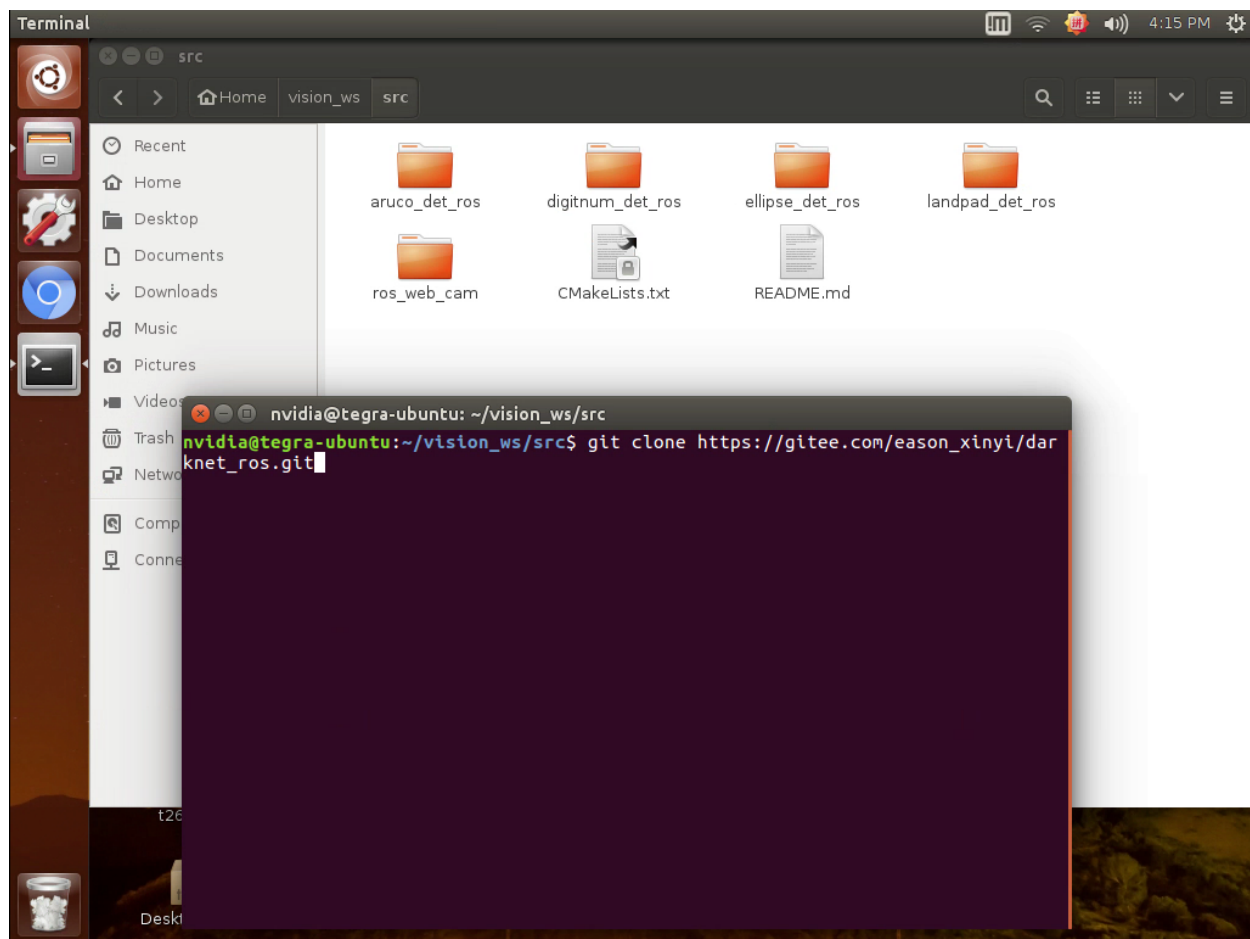 Terminal
4:15 PM
src
Home
vision_ws
src
Recent
Home
Desktop
Documents
Downloads
Music
Pictures
Videos
Trash
Netwo
Comp
Conne
aruco_det_ros
digitnum_det_ros
ellipse_det_ros
landpad_det_ros
ros_web_cam
CMakeLists.txt
README.md
nvidia@tegra-ubuntu: ~/vision_ws/src
nvidia@tegra-ubuntu:~/vision_ws/src$ git clone https://gitee.com/eason_xinyi/dar
knet_ros.git
t26
Deskt